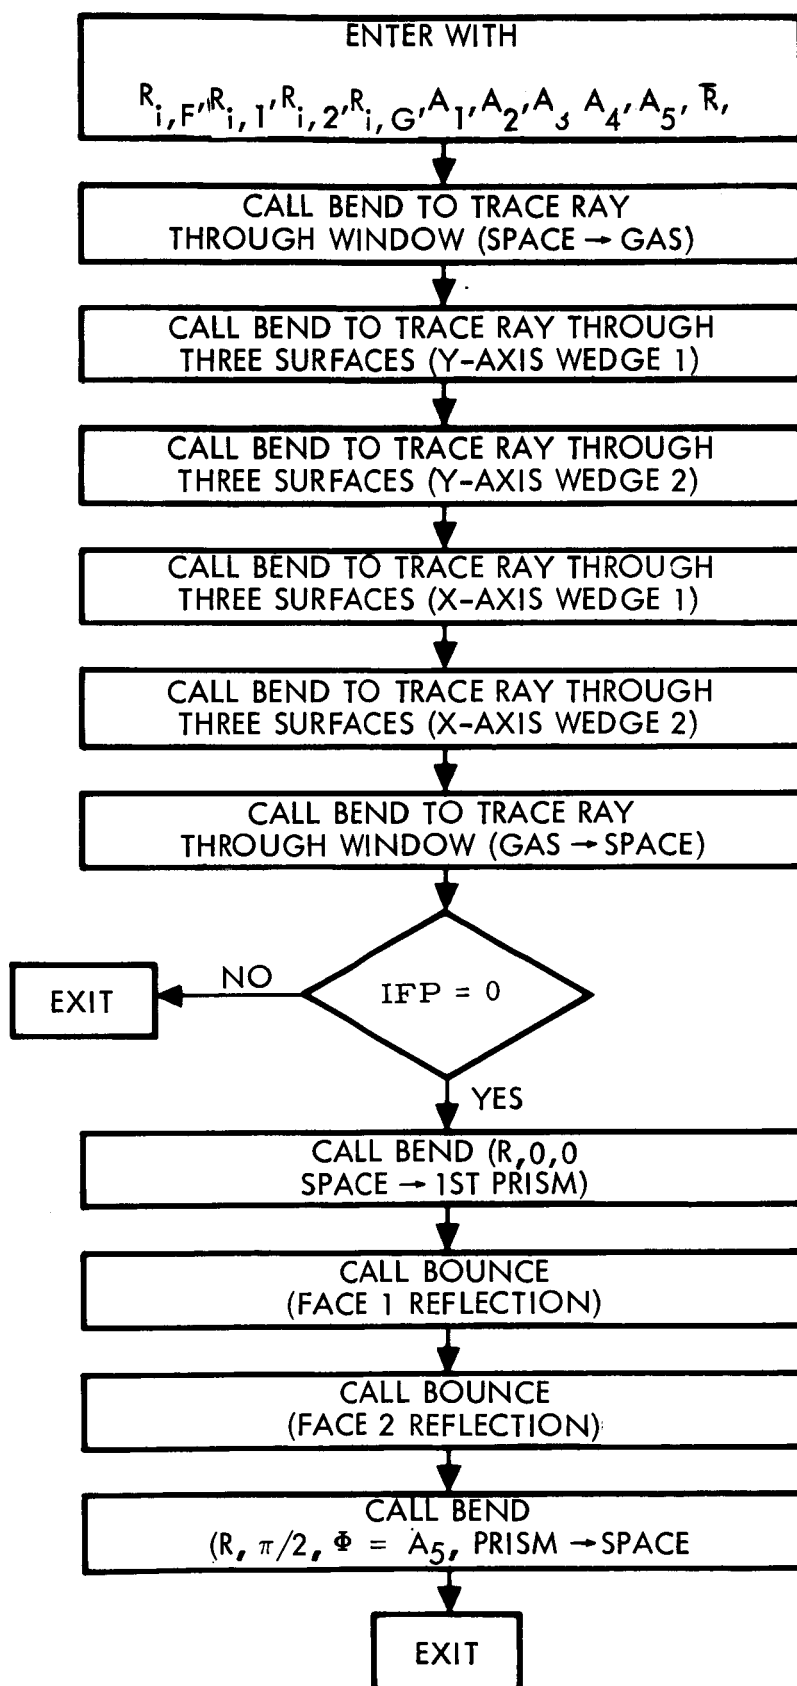 ENTER WITH
R_i,F, R_i,1, R_i,2, R_i,G, A_1, A_2, A_3 A_4, A_5, R̄,
CALL BEND TO TRACE RAY
THROUGH WINDOW (SPACE → GAS)
CALL BEND TO TRACE RAY THROUGH
THREE SURFACES (Y-AXIS WEDGE 1)
CALL BEND TO TRACE RAY THROUGH
THREE SURFACES (Y-AXIS WEDGE 2)
CALL BEND TO TRACE RAY THROUGH
THREE SURFACES (X-AXIS WEDGE 1)
CALL BEND TO TRACE RAY THROUGH
THREE SURFACES (X-AXIS WEDGE 2)
CALL BEND TO TRACE RAY
THROUGH WINDOW (GAS → SPACE)
IFP = 0
NO
EXIT
YES
CALL BEND (R,0,0
SPACE → 1ST PRISM)
CALL BOUNCE
(FACE 1 REFLECTION)
CALL BOUNCE
(FACE 2 REFLECTION)
CALL BEND
(R, π/2, Φ = A_5, PRISM → SPACE
EXIT